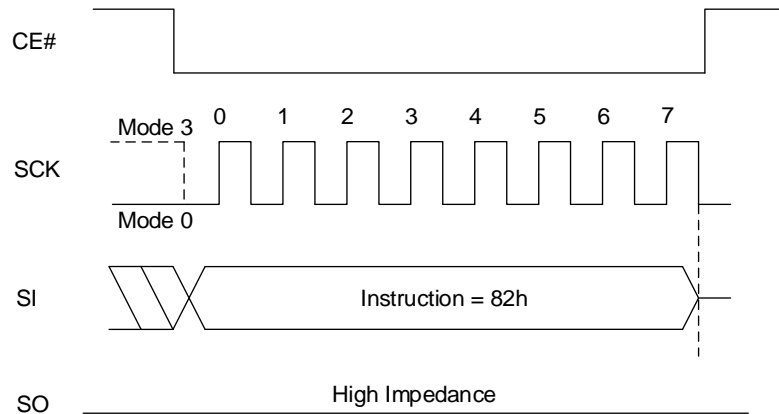 CE#
0 1 2 3 4 5 6 7
Mode 3
SCK
Mode 0
SI
Instruction = 82h
High Impedance
SO